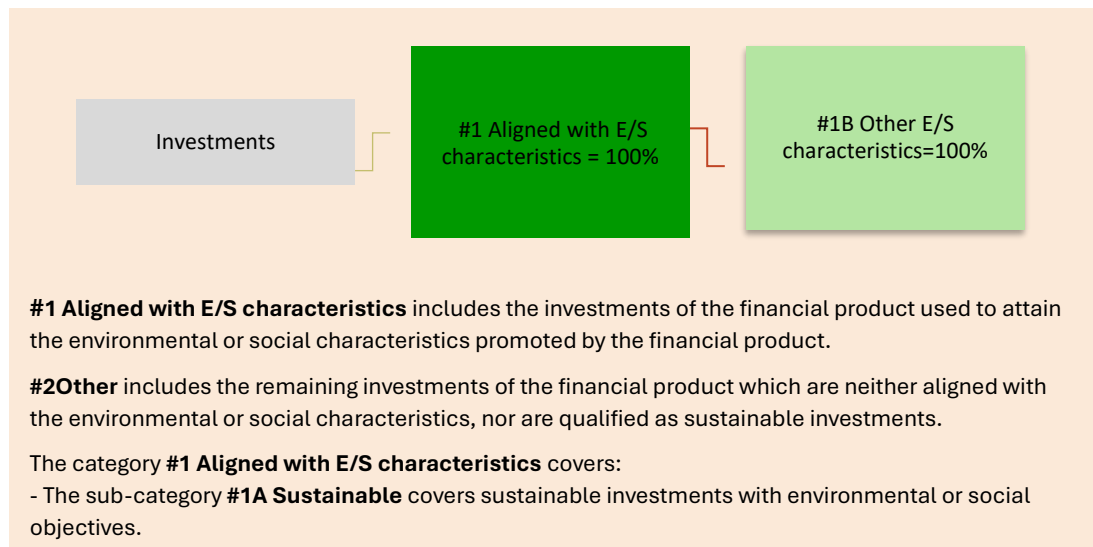 Investments
#1 Aligned with E/S
characteristics = 100%
#1B Other E/S
characteristics=100%
#1 Aligned with E/S characteristics includes the investments of the financial product used to attain
the environmental or social characteristics promoted by the financial product.
#2Other includes the remaining investments of the financial product which are neither aligned with
the environmental or social characteristics, nor are qualified as sustainable investments.
The category #1 Aligned with E/S characteristics covers:
- The sub-category #1A Sustainable covers sustainable investments with environmental or social
objectives.